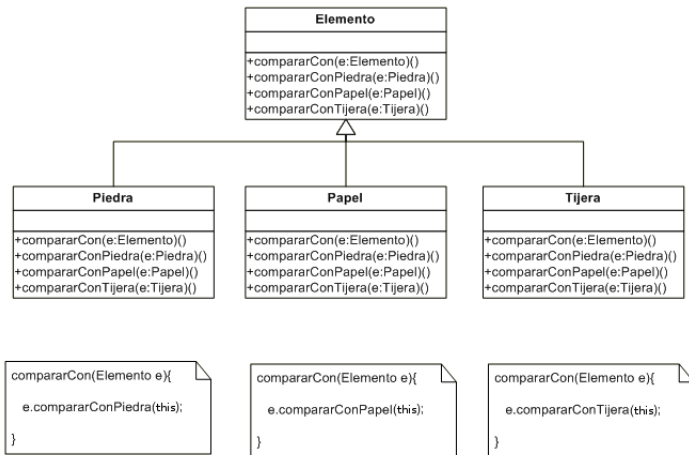 Elemento
+compararCon(e:Elemento)()
+compararConPiedra(e:Piedra)()
+compararConPapel(e:Papel)()
+compararConTijera(e:Tijera)()
Piedra
+compararCon(e:Elemento)()
+compararConPiedra(e:Piedra)()
+compararConPapel(e:Papel)()
+compararConTijera(e:Tijera)()
Papel
+compararCon(e:Elemento)()
+compararConPiedra(e:Piedra)()
+compararConPapel(e:Papel)()
+compararConTijera(e:Tijera)()
Tijera
+compararCon(e:Elemento)()
+compararConPiedra(e:Piedra)()
+compararConPapel(e:Papel)()
+compararConTijera(e:Tijera)()
compararCon(Elemento e){
e.compararConPiedra(this);
}
compararCon(Elemento e){
e.compararConPapel(this);
}
compararCon(Elemento e){
e.compararConTijera(this);
}